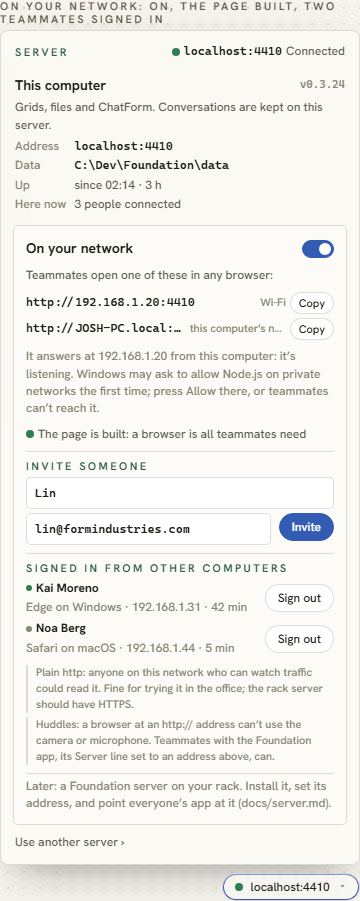 ON YOUR NETWORK: ON, THE PAGE BUILT, TWO
TEAMMATES SIGNED IN
SERVER localhost:4410 Connected
This computer v0.3.24
Grids, files and ChatForm. Conversations are kept on this
server.
Address localhost:4410
Data C:\Dev\Foundation\data
Up since 02:14 · 3 h
Here now 3 people connected
On your network
Teammates open one of these in any browser:
http://192.168.1.20:4410 Wi-Fi Copy
http://JOSH-PC.local:… this computer's n… Copy
It answers at 192.168.1.20 from this computer: it's
listening. Windows may ask to allow Node.js on private
networks the first time; press Allow there, or teammates
can't reach it.
The page is built: a browser is all teammates need
INVITE SOMEONE
Lin
lin@formindustries.com Invite
SIGNED IN FROM OTHER COMPUTERS
Kai Moreno
Edge on Windows · 192.168.1.31 · 42 min Sign out
Noa Berg
Safari on macOS · 192.168.1.44 · 5 min Sign out
Plain http: anyone on this network who can watch traffic
could read it. Fine for trying it in the office; the rack server
should have HTTPS.
Huddles: a browser at an http:// address can't use the
camera or microphone. Teammates with the Foundation
app, its Server line set to an address above, can.
Later: a Foundation server on your rack. Install it, set its
address, and point everyone's app at it (docs/server.md).
Use another server ›
localhost:4410